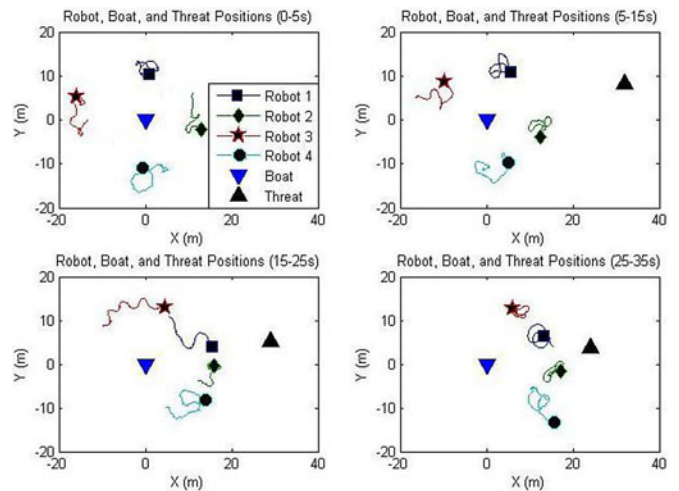 Robot, Boat, and Threat Positions (0-5s)
20
10
0
-10
-20
Y (m)
-20
0
20
40
X (m)
Robot 1
Robot 2
Robot 3
Robot 4
Boat
Threat
Robot, Boat, and Threat Positions (5-15s)
20
10
0
-10
-20
Y (m)
-20
0
20
40
X (m)
Robot, Boat, and Threat Positions (15-25s)
20
10
0
-10
-20
Y (m)
-20
0
20
40
X (m)
Robot, Boat, and Threat Positions (25-35s)
20
10
0
-10
-20
Y (m)
-20
0
20
40
X (m)